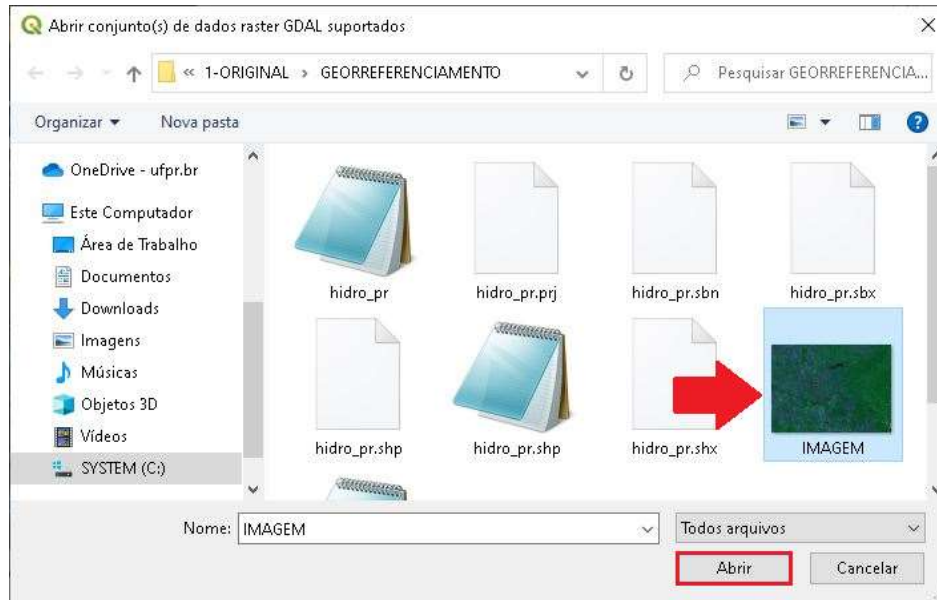 Abrir conjunto(s) de dados raster GDAL suportados
« 1-ORIGINAL › GEORREFERENCIAMENTO
Pesquisar GEORREFERENCIA...
Organizar
Nova pasta
OneDrive - ufpr.br
Este Computador
Área de Trabalho
Documentos
Downloads
Imagens
Músicas
Objetos 3D
Vídeos
SYSTEM (C:)
hidro_pr
hidro_pr.prj
hidro_pr.sbn
hidro_pr.sbx
hidro_pr.shp
hidro_pr.shp
hidro_pr.shx
IMAGEM
Nome: IMAGEM
Todos arquivos
Abrir
Cancelar